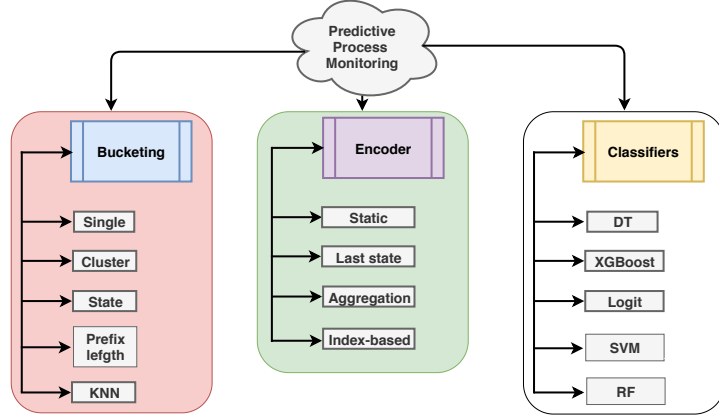 Predictive
Process
Monitoring
Bucketing
Single
Cluster
State
Prefix
lefgth
KNN
Encoder
Static
Last state
Aggregation
Index-based
Classifiers
DT
XGBoost
Logit
SVM
RF